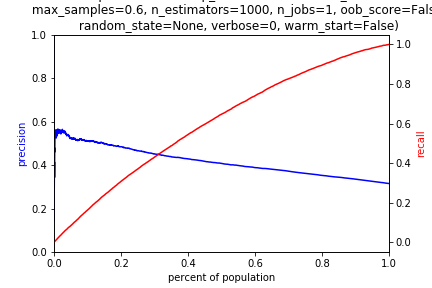 max_samples=0.6, n_estimators=1000, n_jobs=1, oob_score=Fals
random_state=None, verbose=0, warm_start=False)
1.0
0.8
0.6
0.4
0.2
0.0
precision
1.0
0.8
0.6
0.4
0.2
0.0
recall
0.0 0.2 0.4 0.6 0.8 1.0
percent of population